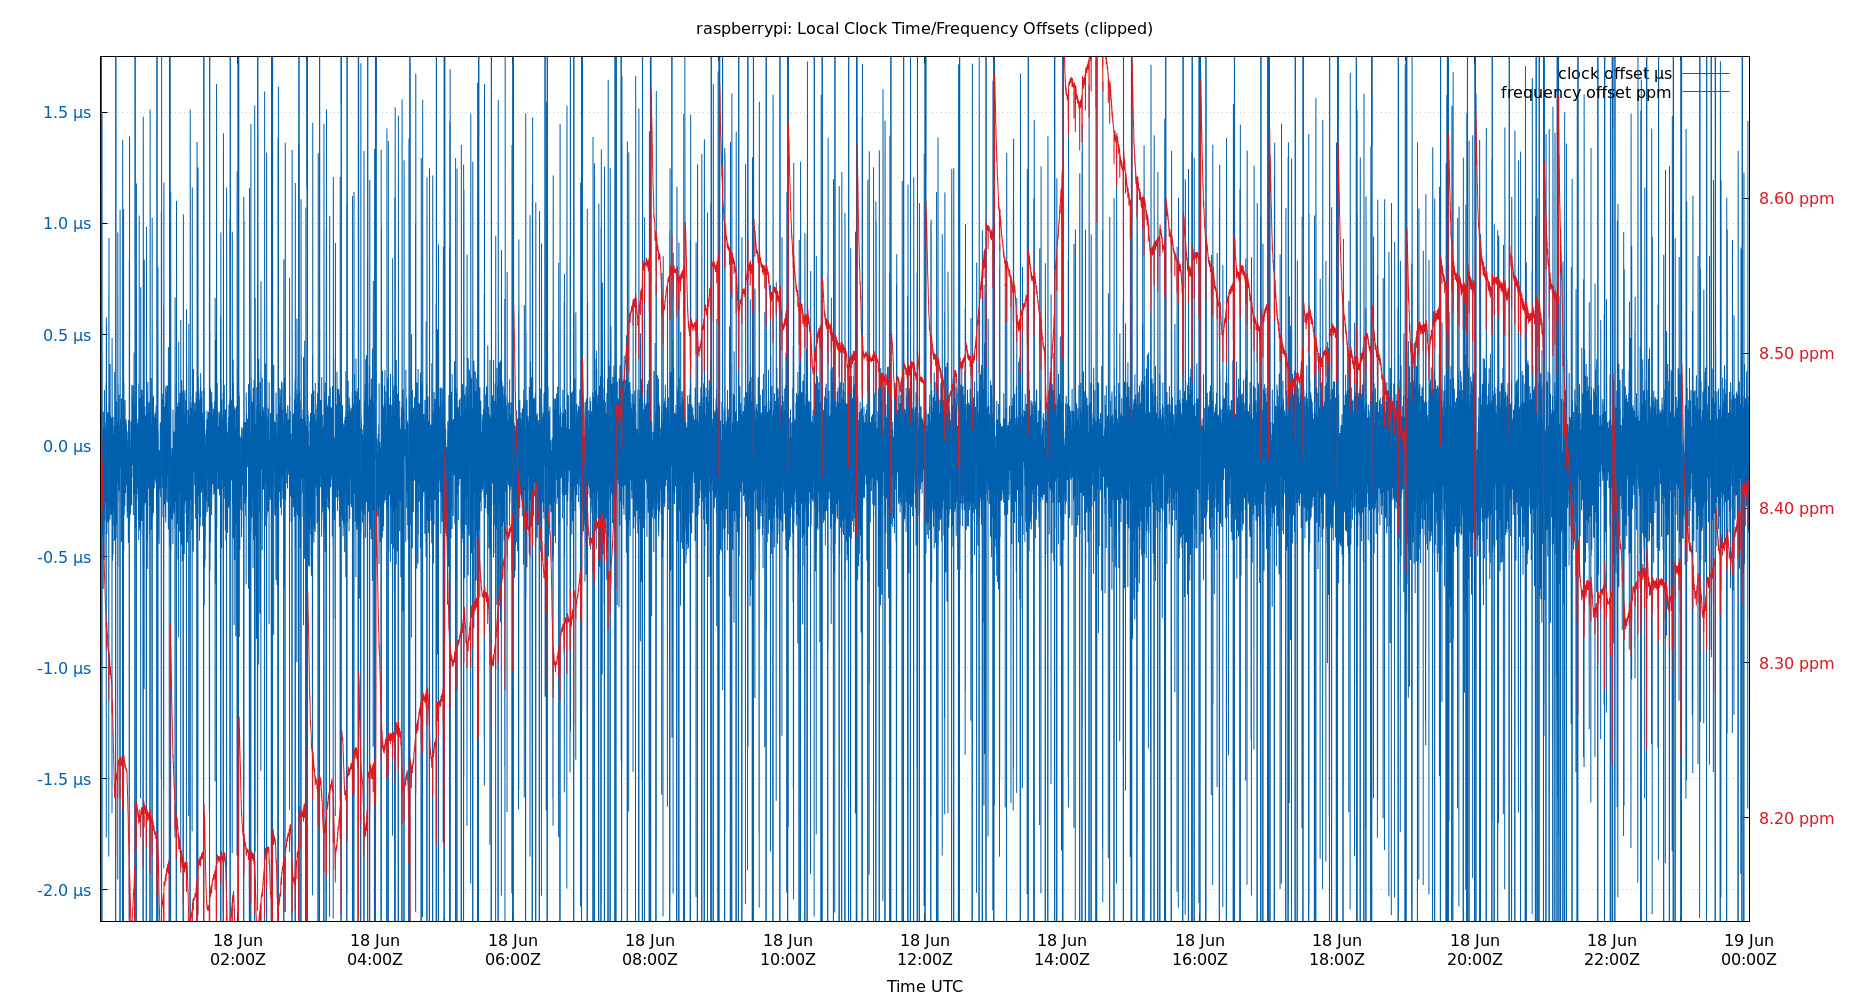 raspberrypi: Local Clock Time/Frequency Offsets (clipped)
clock offset µs
frequency offset ppm
1.5 µs
1.0 µs
0.5 µs
0.0 µs
-0.5 µs
-1.0 µs
-1.5 µs
-2.0 µs
8.60 ppm
8.50 ppm
8.40 ppm
8.30 ppm
8.20 ppm
18 Jun 18 Jun 18 Jun 18 Jun 18 Jun 18 Jun 18 Jun 18 Jun 18 Jun 18 Jun 18 Jun 19 Jun
02:00Z 04:00Z 06:00Z 08:00Z 10:00Z 12:00Z 14:00Z 16:00Z 18:00Z 20:00Z 22:00Z 00:00Z
Time UTC